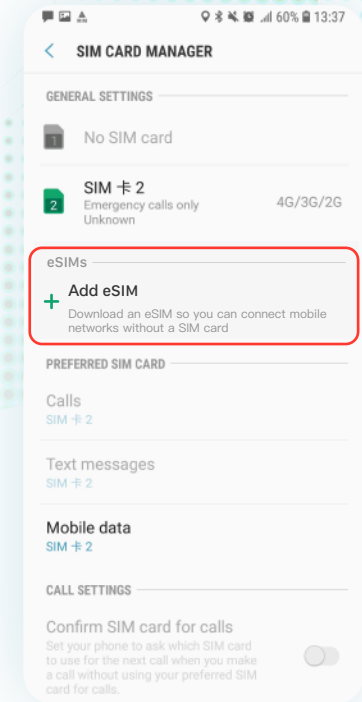 60% 13:37
SIM CARD MANAGER
GENERAL SETTINGS
1
No SIM card
SIM 卡 2
2
Emergency calls only
4G/3G/2G
Unknown
eSIMs
Add eSIM
Download an eSIM so you can connect mobile
networks without a SIM card
PREFERRED SIM CARD
Calls
SIM 卡 2
Text messages
SIM 卡 2
Mobile data
SIM 卡 2
CALL SETTINGS
Confirm SIM card for calls
Set your phone to ask which SIM card
to use for the next call when you make
a call without using your preferred SIM
card for calls.